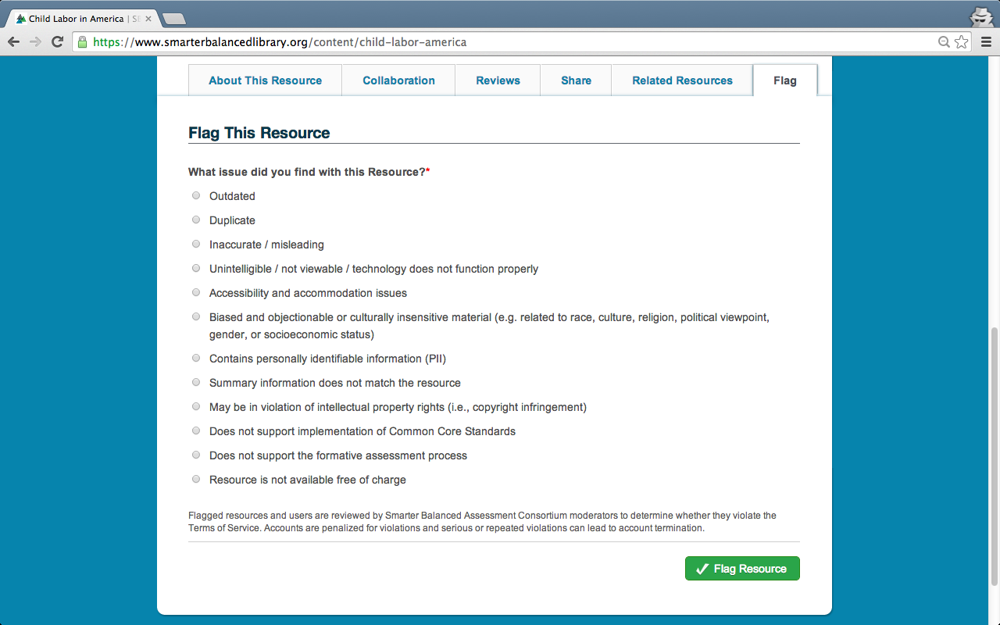 Child Labor in America | S
https://www.smarterbalancedlibrary.org/content/child-labor-america
About This Resource Collaboration Reviews Share Related Resources Flag
Flag This Resource
What issue did you find with this Resource?*
Outdated
Duplicate
Inaccurate / misleading
Unintelligible / not viewable / technology does not function properly
Accessibility and accommodation issues
Biased and objectionable or culturally insensitive material (e.g. related to race, culture, religion, political viewpoint,
gender, or socioeconomic status)
Contains personally identifiable information (PII)
Summary information does not match the resource
May be in violation of intellectual property rights (i.e., copyright infringement)
Does not support implementation of Common Core Standards
Does not support the formative assessment process
Resource is not available free of charge
Flagged resources and users are reviewed by Smarter Balanced Assessment Consortium moderators to determine whether they violate the
Terms of Service. Accounts are penalized for violations and serious or repeated violations can lead to account termination.
Flag Resource